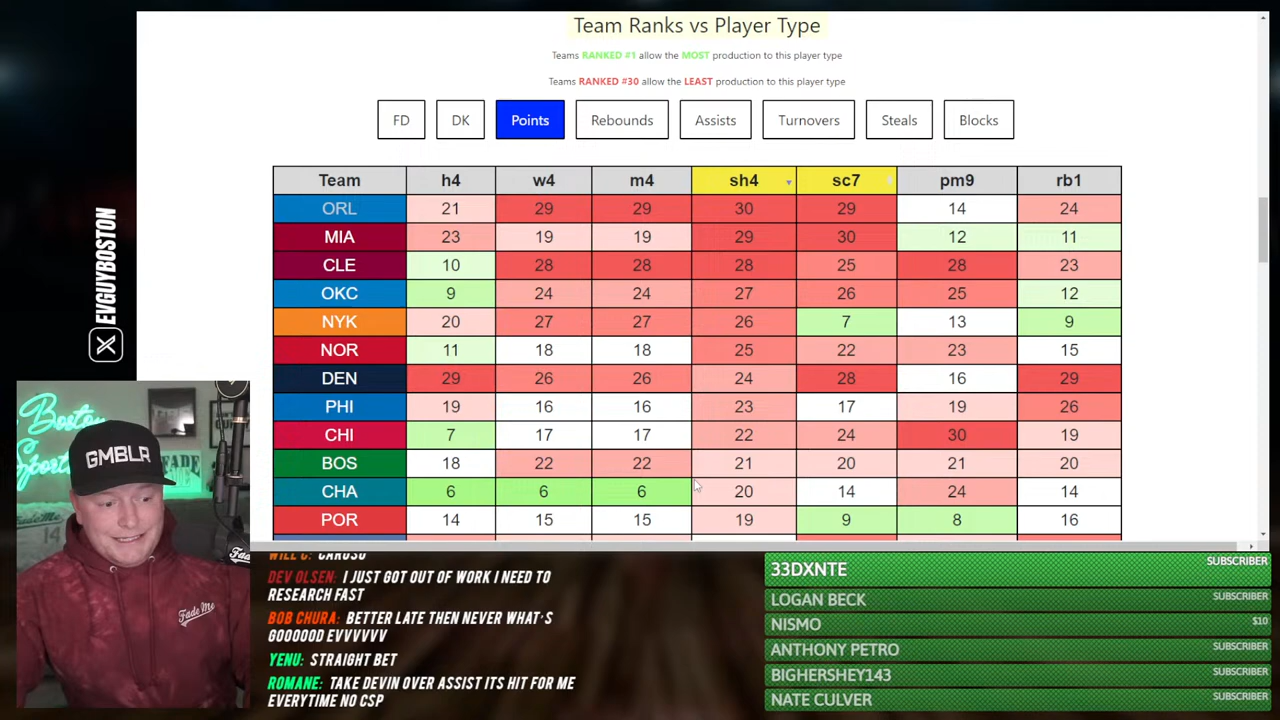 Team Ranks vs Player Type
Teams RANKED #1 allow the MOST production to this player type
Teams RANKED #30 allow the LEAST production to this player type
FD DK Points Rebounds Assists Turnovers Steals Blocks
Team h4 w4 m4 sh4 sc7 pm9 rb1
ORL 21 29 29 30 29 14 24
MIA 23 19 19 29 30 12 11
CLE 10 28 28 28 25 28 23
OKC 9 24 24 27 26 25 12
NYK 20 27 27 26 7 13 9
NOR 11 18 18 25 22 23 15
DEN 29 26 26 24 28 16 29
PHI 19 16 16 23 17 19 26
CHI 7 17 17 22 24 30 19
BOS 18 22 22 21 20 21 20
CHA 6 6 6 20 14 24 14
POR 14 15 15 19 9 8 16
X EVGUYBOSTON
Boston
GMBLR
FADE
Fade Me
14
WILL C: CARUSO
DEV OLSEN: I JUST GOT OUT OF WORK I NEED TO
RESEARCH FAST
BOB CHURA: BETTER LATE THEN NEVER WHAT'S
GOOOOOD EVVVVVV
YENU: STRAIGHT BET
ROMANE: TAKE DEVIN OVER ASSIST ITS HIT FOR ME
EVERYTIME NO CSP
33DXNTE SUBSCRIBER
LOGAN BECK SUBSCRIBER
NISMO $10
ANTHONY PETRO SUBSCRIBER
BIGHERSHEY143 SUBSCRIBER
NATE CULVER SUBSCRIBER